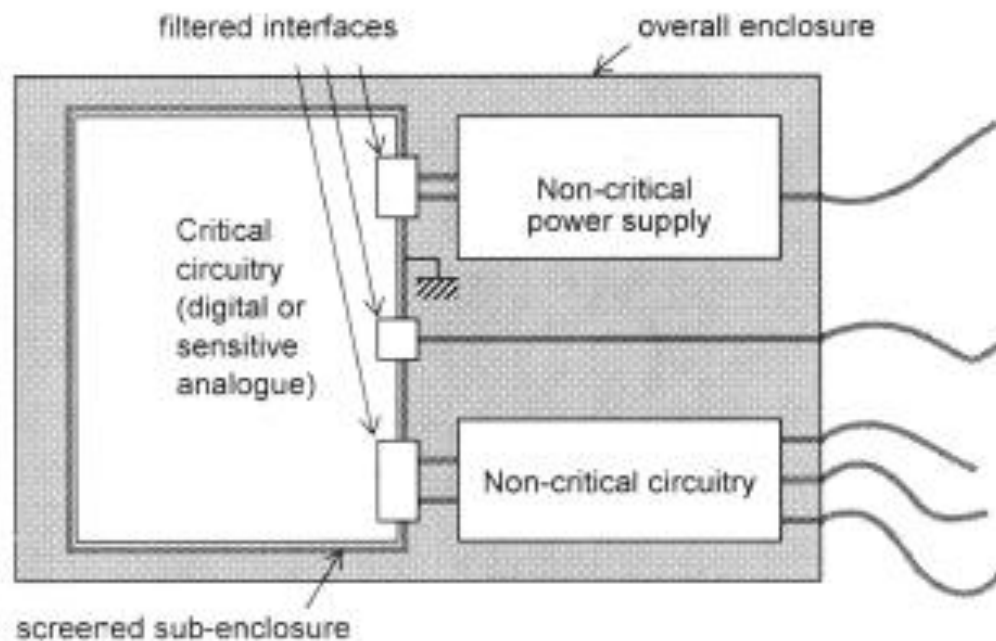 filtered interfaces
overall enclosure
Non-critical
power supply
Critical
circuitry
(digital or
sensitive
analogue)
Non-critical circuitry
screened sub-enclosure